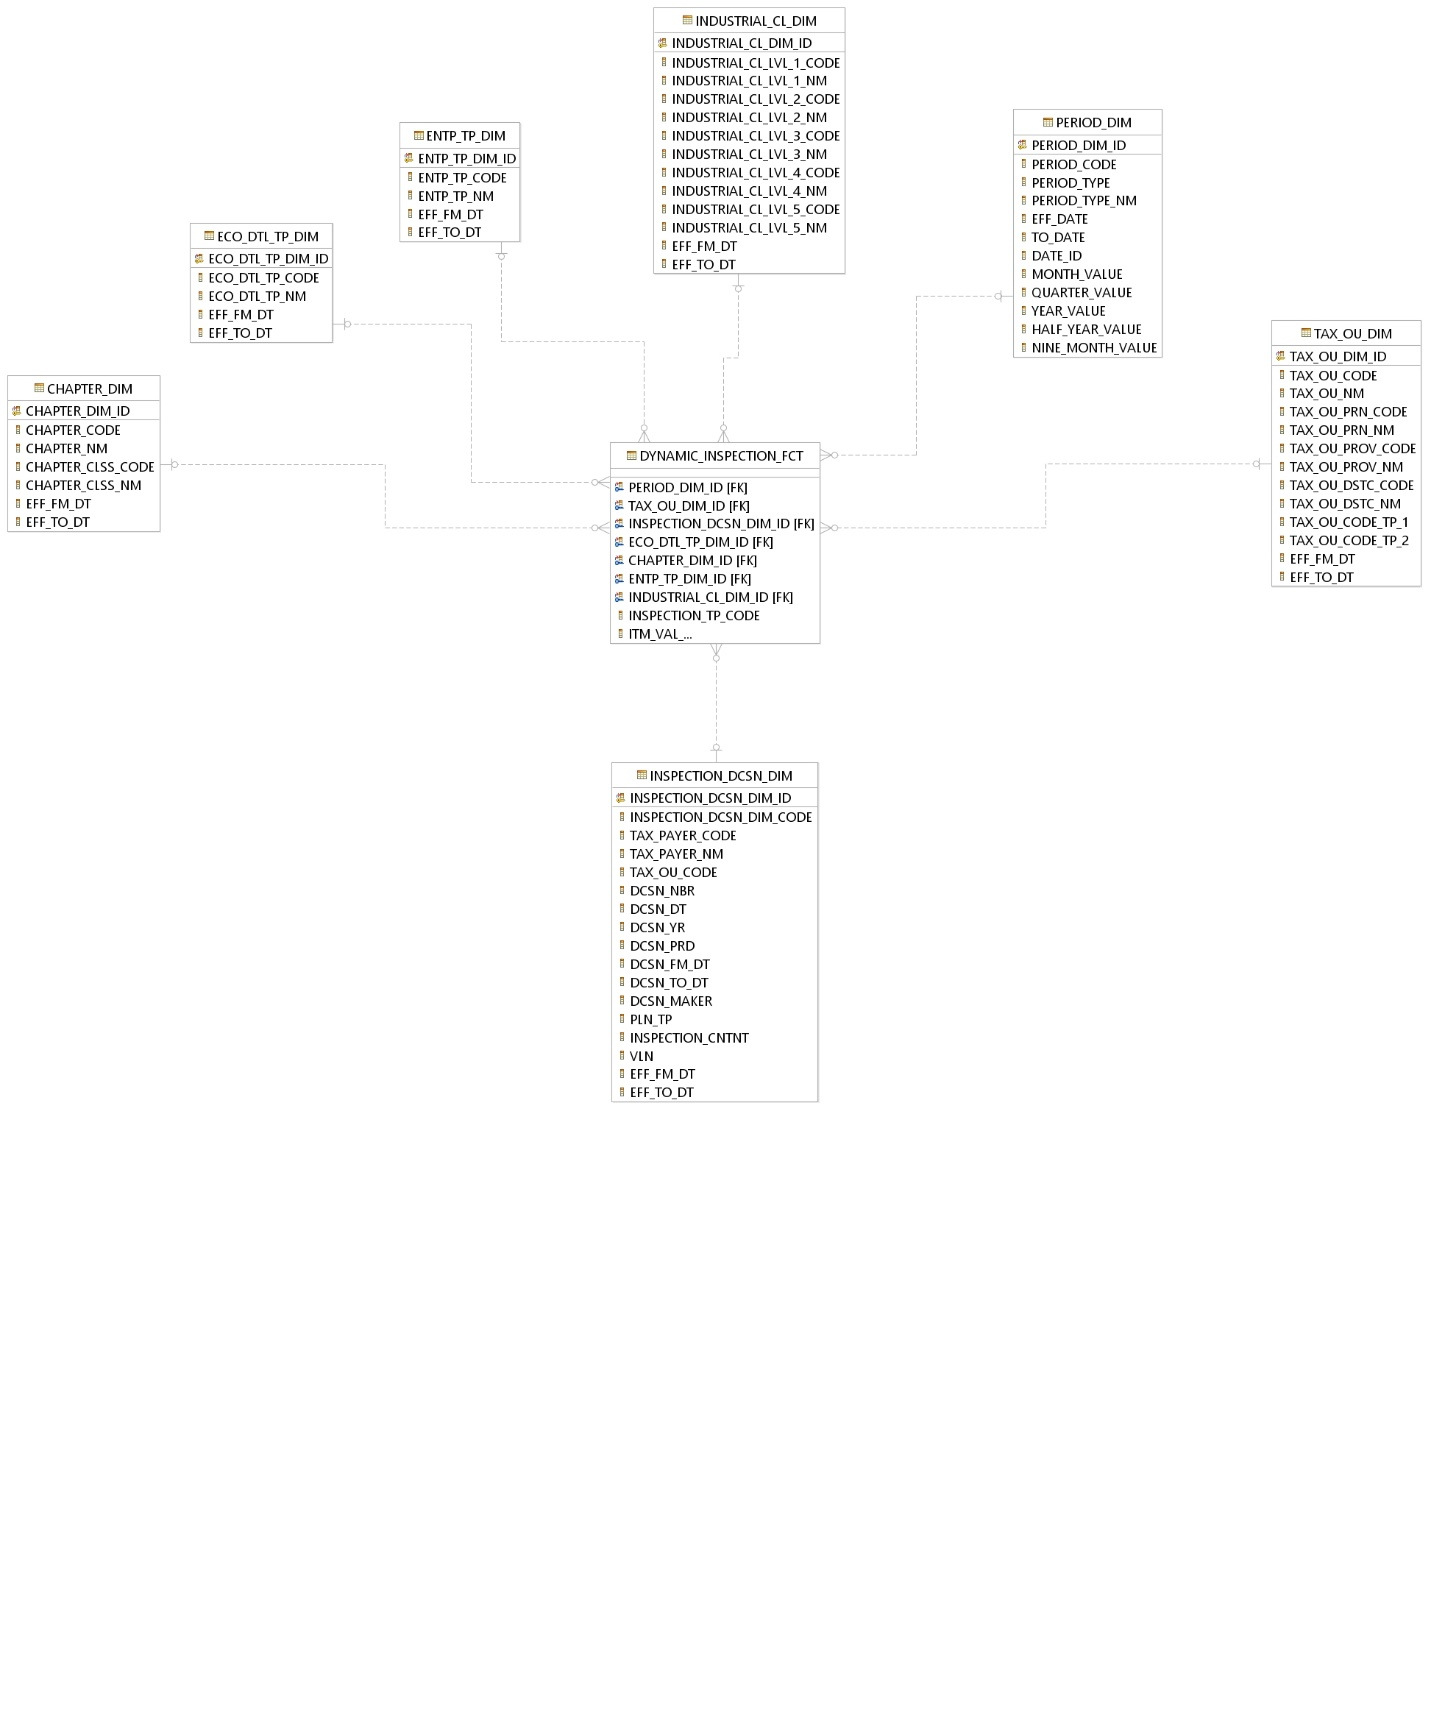 INDUSTRIAL_CL_DIM
INDUSTRIAL_CL_DIM_ID
INDUSTRIAL_CL_LVL_1_CODE
INDUSTRIAL_CL_LVL_1_NM
INDUSTRIAL_CL_LVL_2_CODE
INDUSTRIAL_CL_LVL_2_NM
INDUSTRIAL_CL_LVL_3_CODE
INDUSTRIAL_CL_LVL_3_NM
INDUSTRIAL_CL_LVL_4_CODE
INDUSTRIAL_CL_LVL_4_NM
INDUSTRIAL_CL_LVL_5_CODE
INDUSTRIAL_CL_LVL_5_NM
EFF_FM_DT
EFF_TO_DT
PERIOD_DIM
PERIOD_DIM_ID
PERIOD_CODE
PERIOD_TYPE
PERIOD_TYPE_NM
EFF_DATE
TO_DATE
DATE_ID
MONTH_VALUE
QUARTER_VALUE
YEAR_VALUE
HALF_YEAR_VALUE
NINE_MONTH_VALUE
ENTP_TP_DIM
ENTP_TP_DIM_ID
ENTP_TP_CODE
ENTP_TP_NM
EFF_FM_DT
EFF_TO_DT
ECO_DTL_TP_DIM
ECO_DTL_TP_DIM_ID
ECO_DTL_TP_CODE
ECO_DTL_TP_NM
EFF_FM_DT
EFF_TO_DT
TAX_OU_DIM
TAX_OU_DIM_ID
TAX_OU_CODE
TAX_OU_NM
TAX_OU_PRN_CODE
TAX_OU_PRN_NM
TAX_OU_PROV_CODE
TAX_OU_PROV_NM
TAX_OU_DSTC_CODE
TAX_OU_DSTC_NM
TAX_OU_CODE_TP_1
TAX_OU_CODE_TP_2
EFF_FM_DT
EFF_TO_DT
CHAPTER_DIM
CHAPTER_DIM_ID
CHAPTER_CODE
CHAPTER_NM
CHAPTER_CLSS_CODE
CHAPTER_CLSS_NM
EFF_FM_DT
EFF_TO_DT
DYNAMIC_INSPECTION_FCT
PERIOD_DIM_ID [FK]
TAX_OU_DIM_ID [FK]
INSPECTION_DCSN_DIM_ID [FK]
ECO_DTL_TP_DIM_ID [FK]
CHAPTER_DIM_ID [FK]
ENTP_TP_DIM_ID [FK]
INDUSTRIAL_CL_DIM_ID [FK]
INSPECTION_TP_CODE
ITM_VAL_...
INSPECTION_DCSN_DIM
INSPECTION_DCSN_DIM_ID
INSPECTION_DCSN_DIM_CODE
TAX_PAYER_CODE
TAX_PAYER_NM
TAX_OU_CODE
DCSN_NBR
DCSN_DT
DCSN_YR
DCSN_PRD
DCSN_FM_DT
DCSN_TO_DT
DCSN_MAKER
PLN_TP
INSPECTION_CNTNT
VLN
EFF_FM_DT
EFF_TO_DT